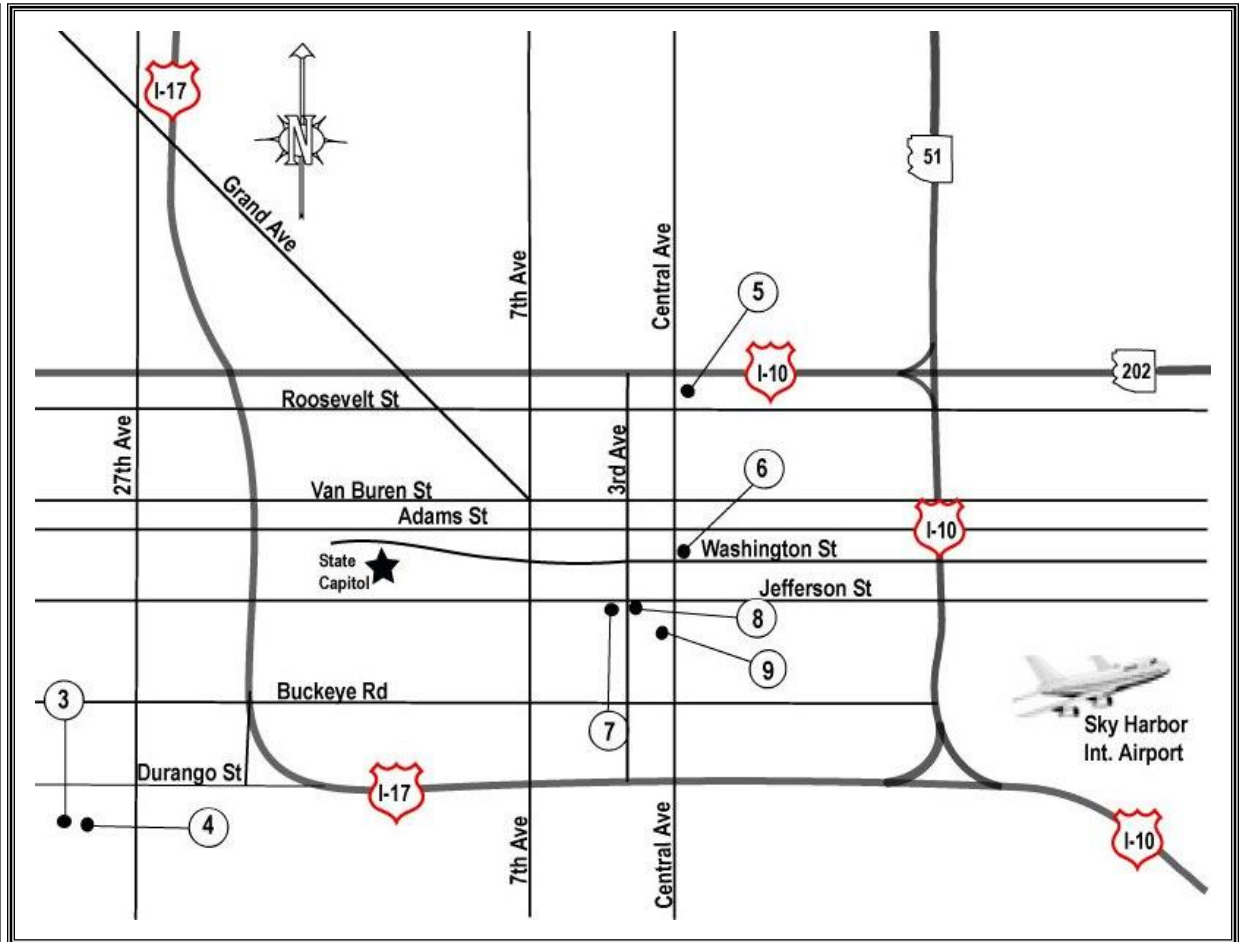 I-17
N
51
Grand Ave
7th Ave
Central Ave
5
I-10
202
Roosevelt St
27th Ave
3rd Ave
6
Van Buren St
Adams St
I-10
Washington St
State
Capitol
Jefferson St
8
9
3
Buckeye Rd
7
Sky Harbor
Int. Airport
Durango St
I-17
4
7th Ave
Central Ave
I-10